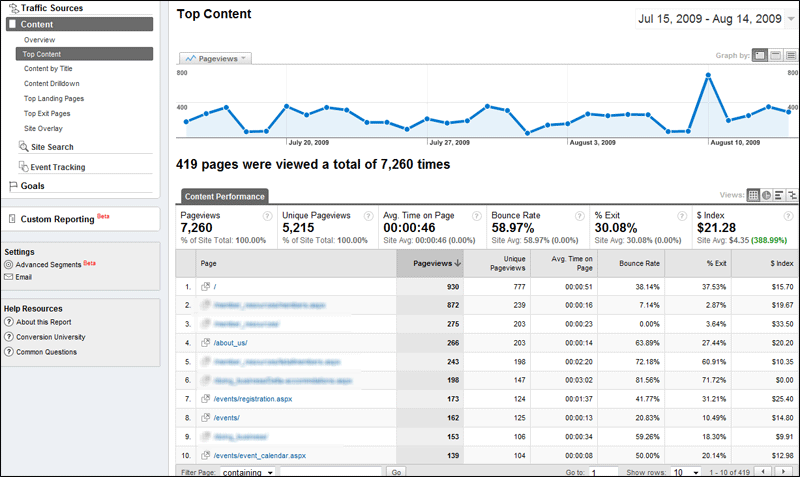 Traffic Sources
Content
Overview
Top Content
Content by Title
Content Drilldown
Top Landing Pages
Top Exit Pages
Site Overlay
Site Search
Event Tracking
Goals
Custom Reporting Beta
Settings
Advanced Segments Beta
Email
Help Resources
About this Report
Conversion University
Common Questions
Top Content
Jul 15, 2009 - Aug 14, 2009
Pageviews
Graph by:
800 800
400 400
July 20, 2009 July 27, 2009 August 3, 2009 August 10, 2009
419 pages were viewed a total of 7,260 times
Content Performance
Views:
Pageviews Unique Pageviews Avg. Time on Page Bounce Rate % Exit $ Index
7,260 5,215 00:00:46 58.97% 30.08% $21.28
% of Site Total: 100.00% % of Site Total: 100.00% Site Avg: 00:00:46 (0.00%) Site Avg: 58.97% (0.00%) Site Avg: 30.08% (0.00%) Site Avg: $4.35 (388.99%)
Page Pageviews Unique Pageviews Avg. Time on Page Bounce Rate % Exit $ Index
1. / 930 777 00:00:51 38.14% 37.53% $15.70
2. 872 239 00:00:16 7.14% 2.87% $19.67
3. 275 203 00:00:23 0.00% 3.64% $33.50
4. /about_us/ 266 203 00:00:14 63.89% 27.44% $20.20
5. 243 198 00:02:20 72.18% 60.91% $10.35
6. 198 147 00:03:02 81.56% 71.72% $0.00
7. /events/registration.aspx 173 124 00:01:37 41.77% 31.21% $25.40
8. /events/ 162 125 00:00:13 20.83% 10.49% $14.80
9. 153 106 00:00:34 59.26% 18.30% $9.91
10. /events/event_calendar.aspx 139 104 00:00:08 50.00% 20.14% $12.98
Filter Page: containing Go Go to: 1 Show rows: 10 1 - 10 of 419